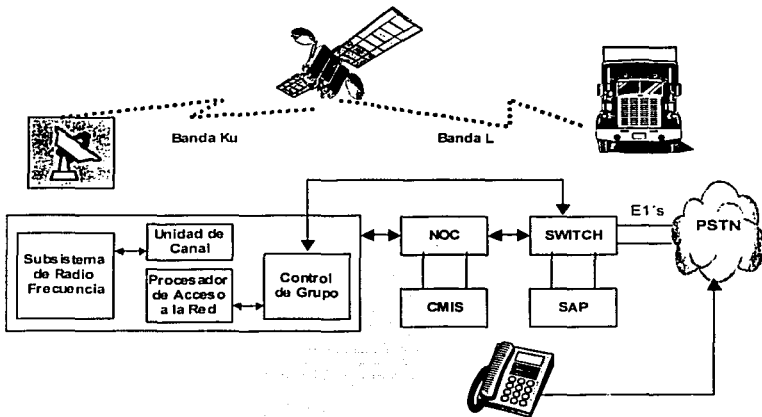 Banda Ku
Banda L
E1´s
PSTN
Subsistema
de Radio
Frecuencia
Unidad de
Canal
Procesador
de Acceso
a la Red
Control
de Grupo
NOC
SWITCH
CMIS
SAP